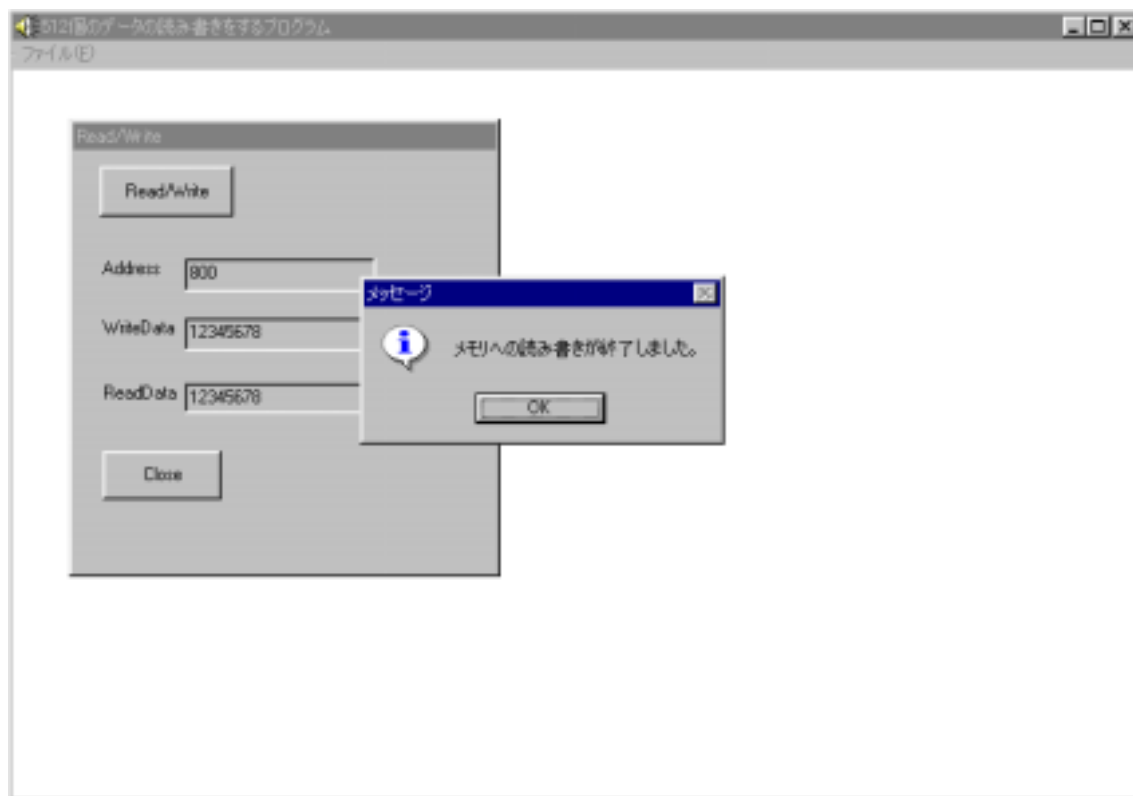 512個のデータの読み書きをするプログラム
ファイル(F)
Read/Write
Read/Write
Address 800
WriteData 12345678
ReadData 12345678
Close
メッセージ
メモリへの読み書きが終了しました。
OK